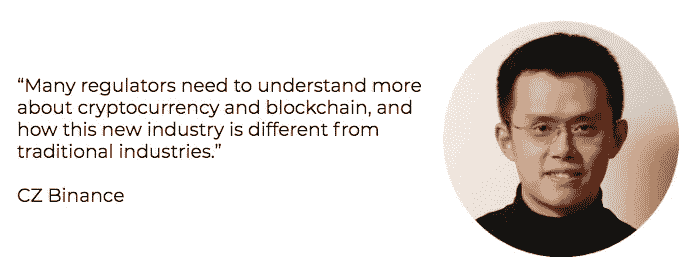 “Many regulators need to understand more
about cryptocurrency and blockchain, and
how this new industry is different from
traditional industries.”
CZ Binance